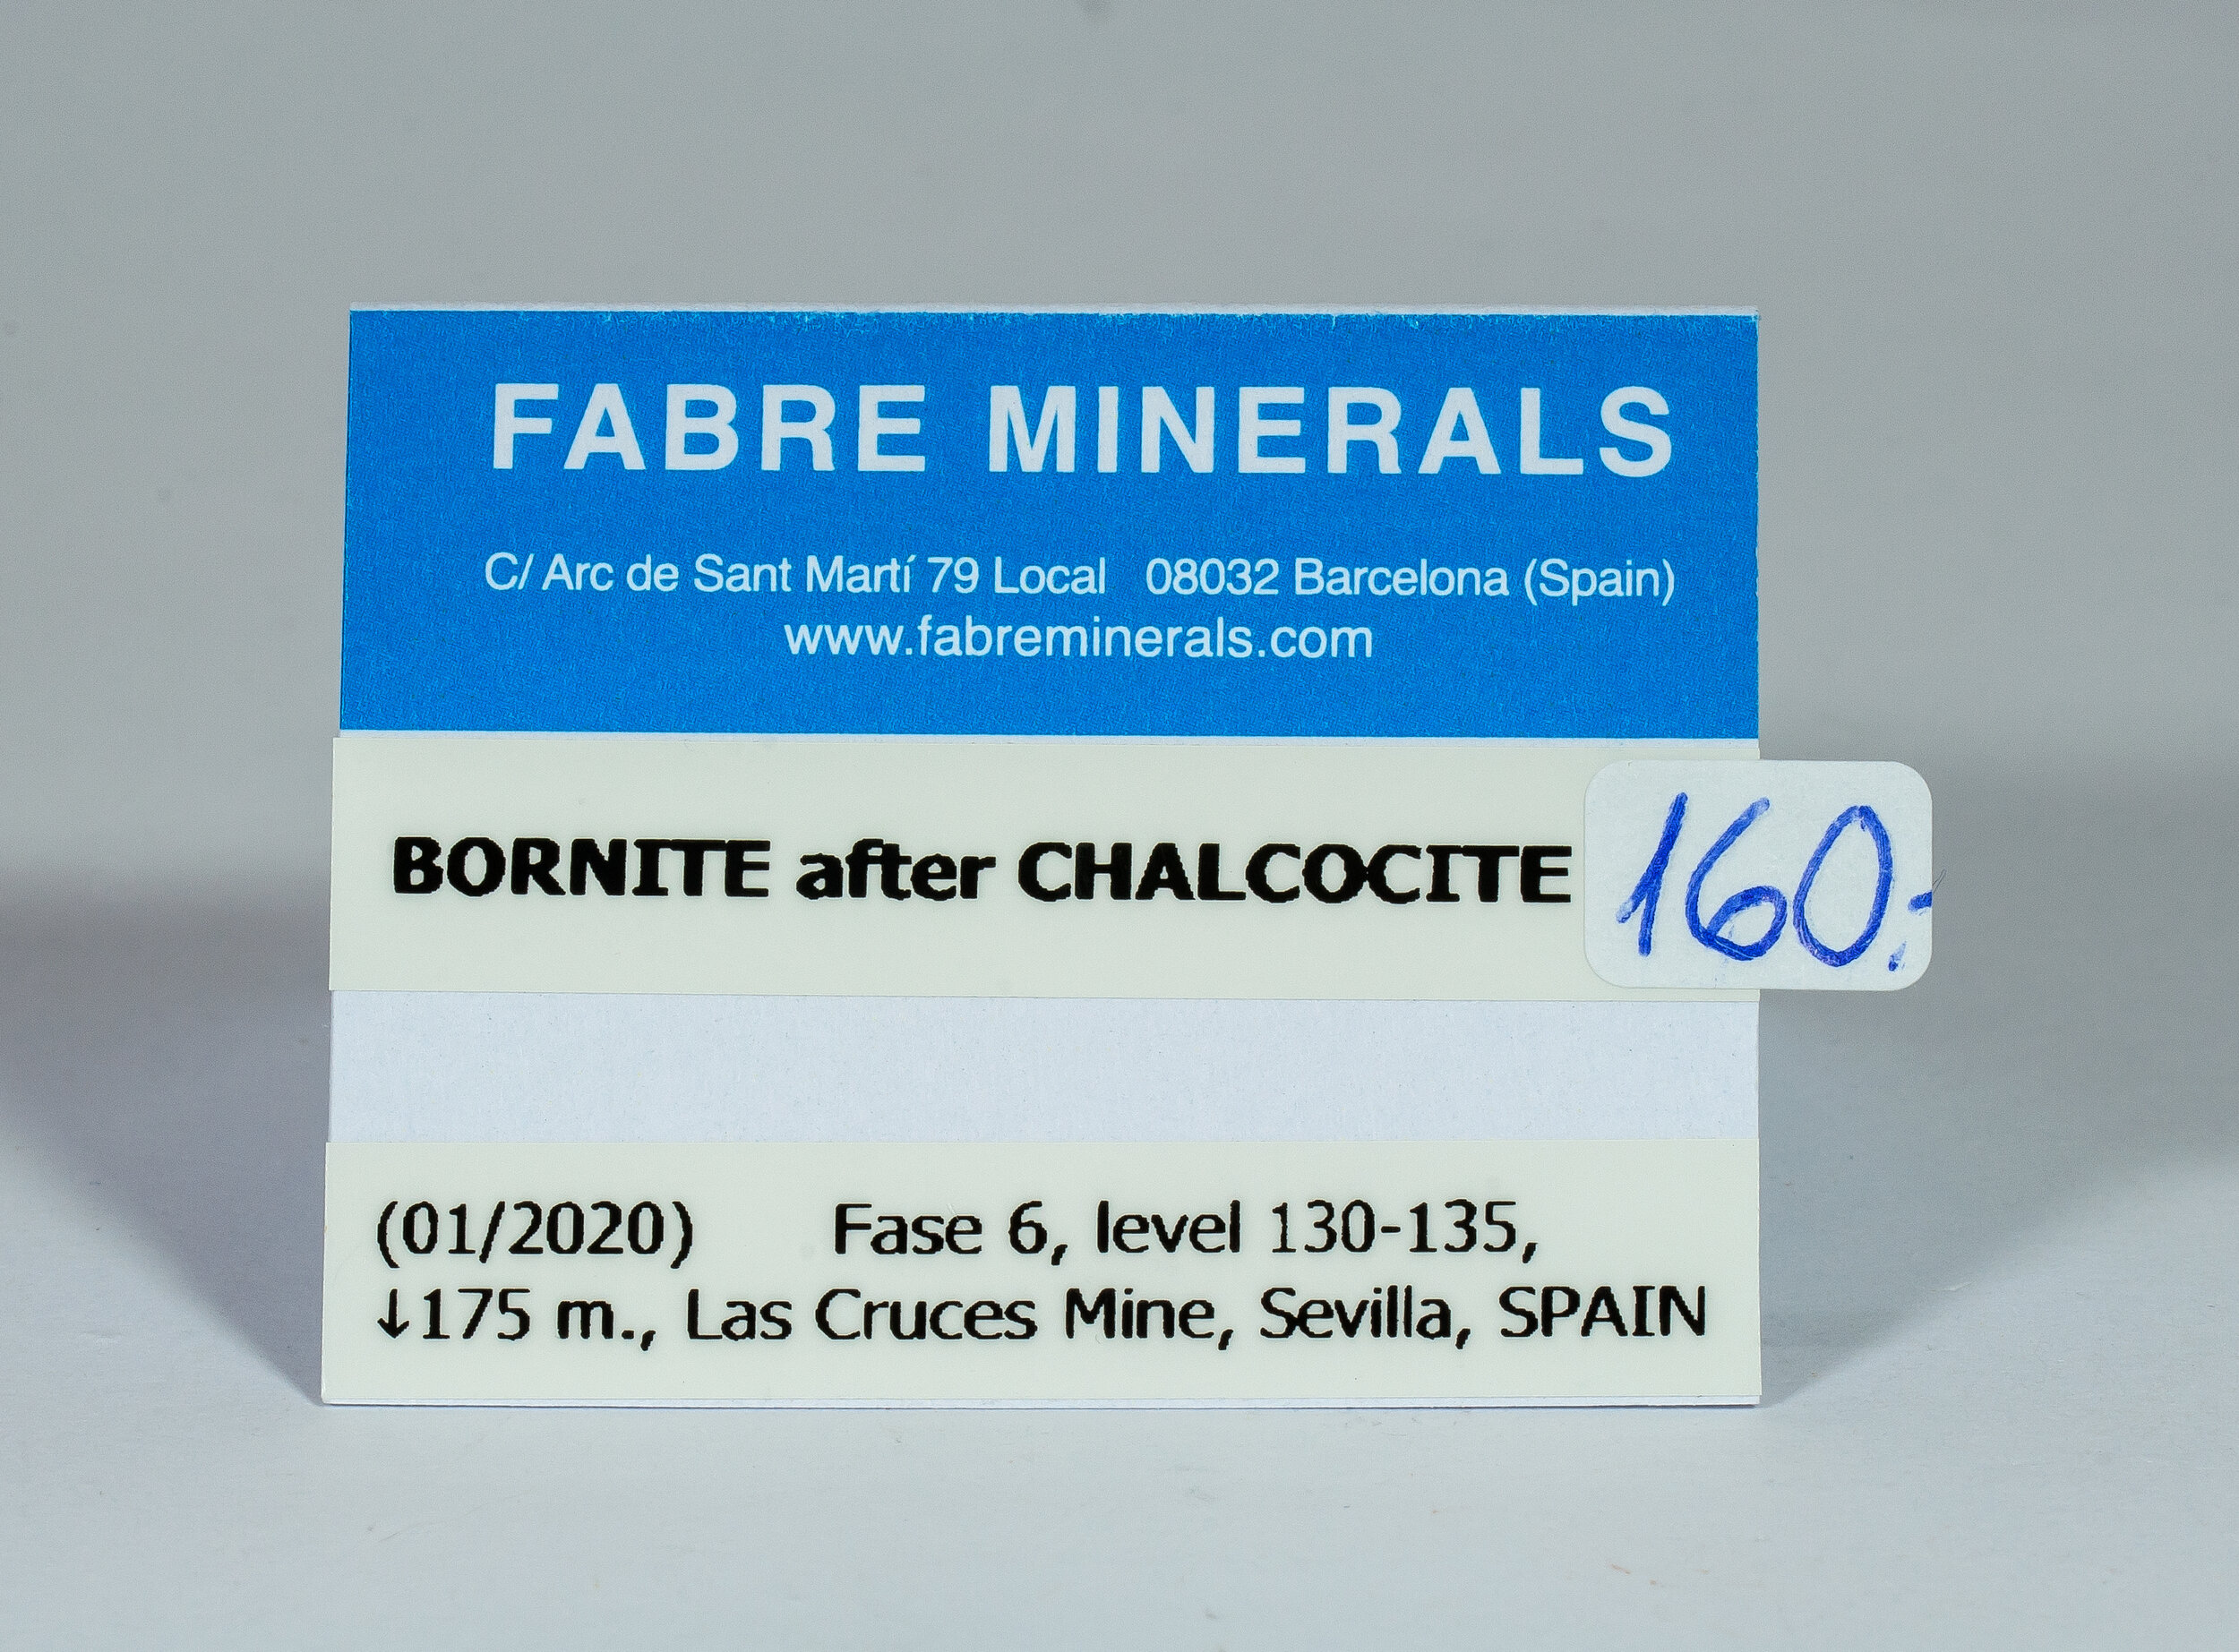 FABRE MINERALS
C/ Arc de Sant Martí 79 Local 08032 Barcelona (Spain)
www.fabreminerals.com
BORNITE after CHALCOCITE
160.-
(01/2020) Fase 6, level 130-135,
↓175 m., Las Cruces Mine, Sevilla, SPAIN